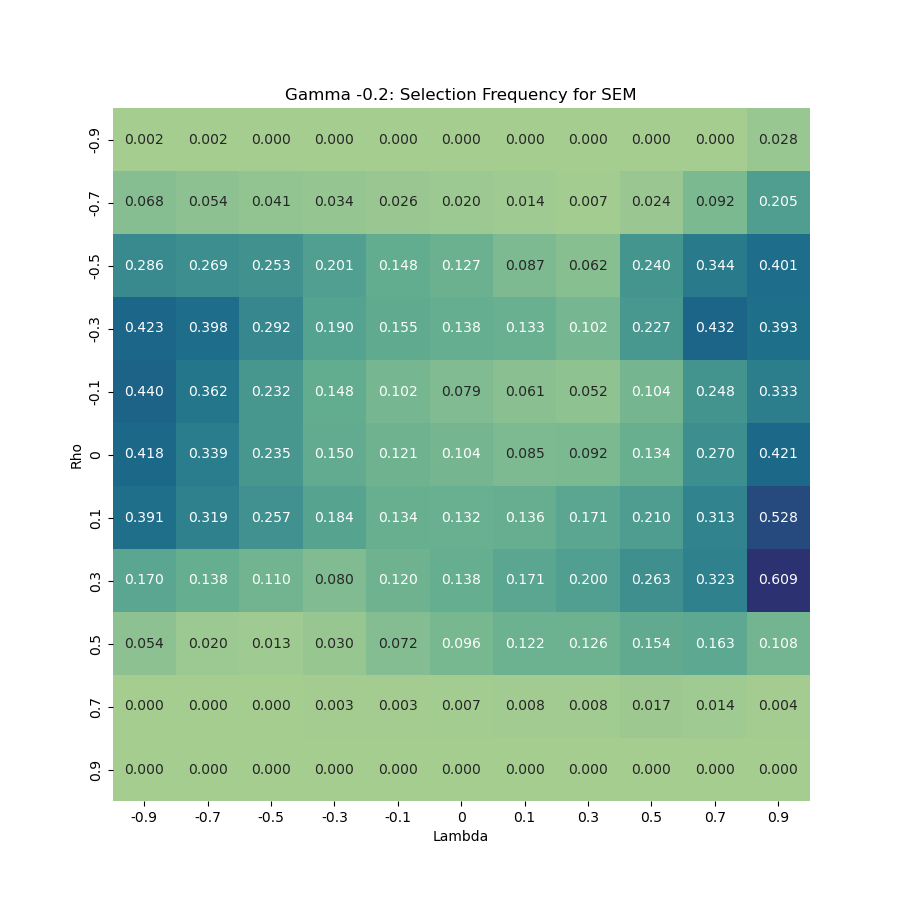 Gamma -0.2: Selection Frequency for SEM
-0.9 0.002 0.002 0.000 0.000 0.000 0.000 0.000 0.000 0.000 0.000 0.028
-0.7 0.068 0.054 0.041 0.034 0.026 0.020 0.014 0.007 0.024 0.092 0.205
-0.5 0.286 0.269 0.253 0.201 0.148 0.127 0.087 0.062 0.240 0.344 0.401
-0.3 0.423 0.398 0.292 0.190 0.155 0.138 0.133 0.102 0.227 0.432 0.393
-0.1 0.440 0.362 0.232 0.148 0.102 0.079 0.061 0.052 0.104 0.248 0.333
Rho
0 0.418 0.339 0.235 0.150 0.121 0.104 0.085 0.092 0.134 0.270 0.421
0.1 0.391 0.319 0.257 0.184 0.134 0.132 0.136 0.171 0.210 0.313 0.528
0.3 0.170 0.138 0.110 0.080 0.120 0.138 0.171 0.200 0.263 0.323 0.609
0.5 0.054 0.020 0.013 0.030 0.072 0.096 0.122 0.126 0.154 0.163 0.108
0.7 0.000 0.000 0.000 0.003 0.003 0.007 0.008 0.008 0.017 0.014 0.004
0.9 0.000 0.000 0.000 0.000 0.000 0.000 0.000 0.000 0.000 0.000 0.000
-0.9 -0.7 -0.5 -0.3 -0.1 0 0.1 0.3 0.5 0.7 0.9
Lambda